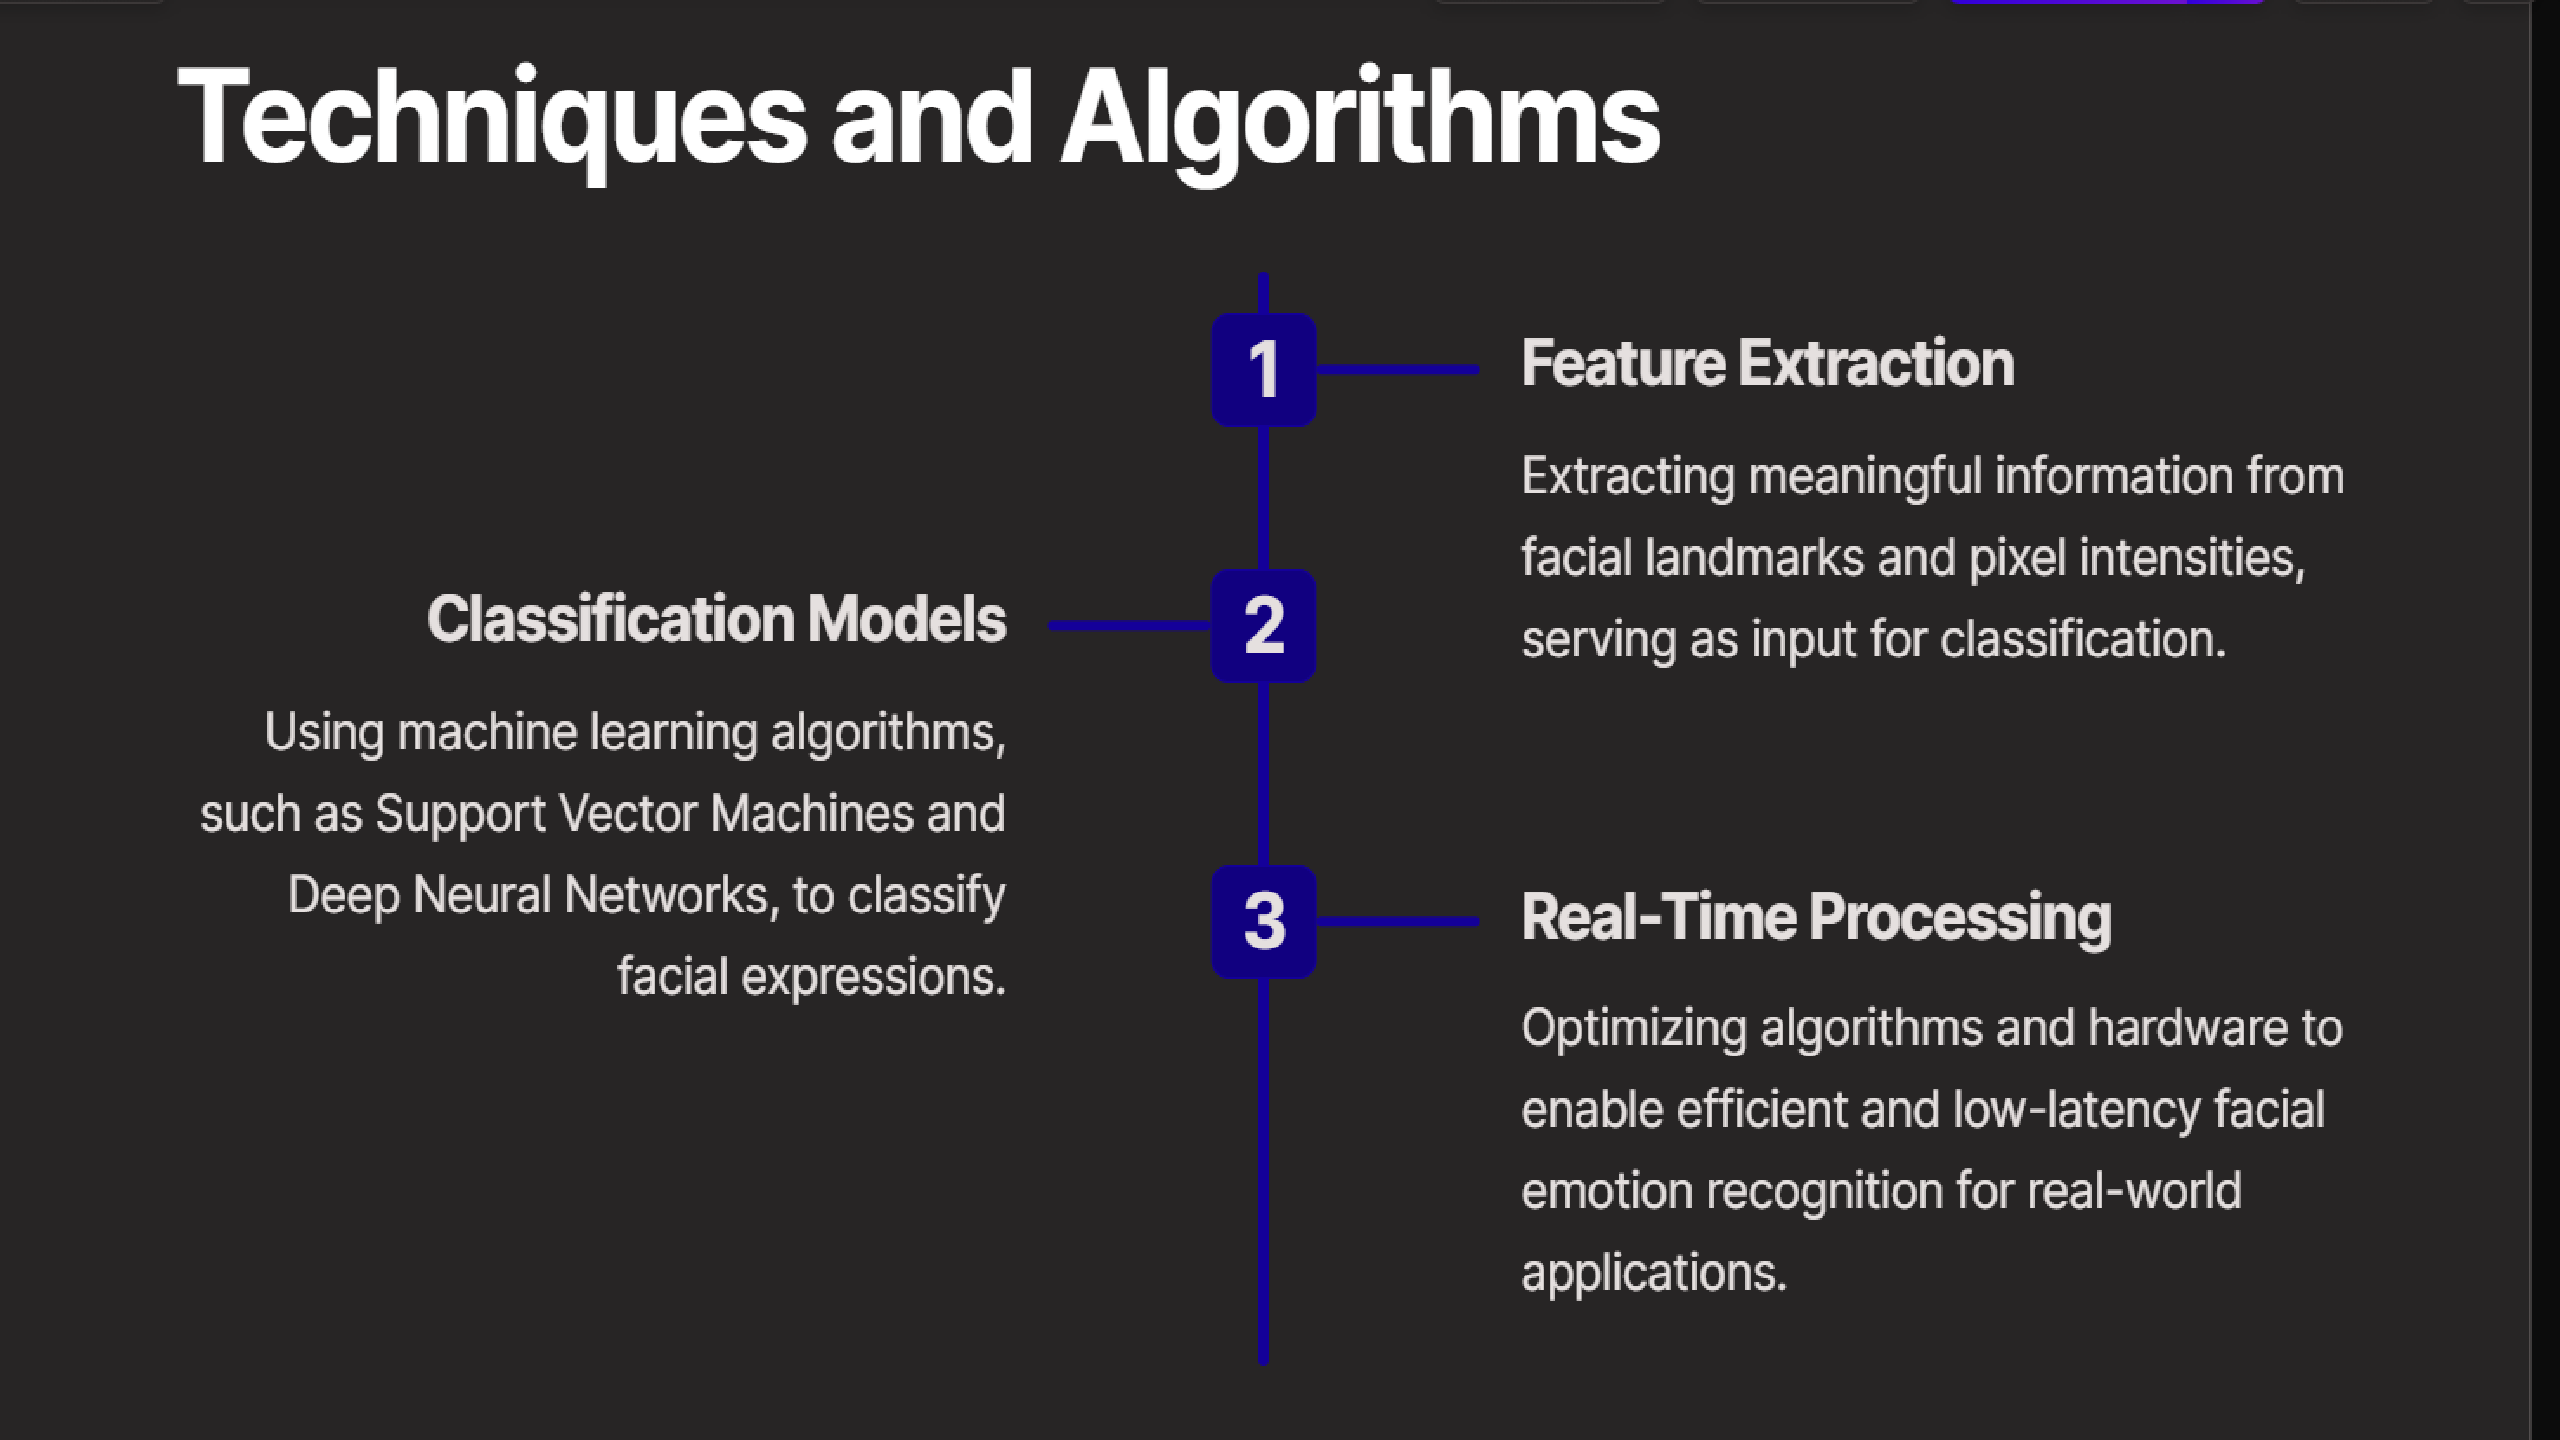 Techniques and Algorithms
1
Feature Extraction
Extracting meaningful information from
facial landmarks and pixel intensities,
serving as input for classification.
2
Classification Models
Using machine learning algorithms,
such as Support Vector Machines and
Deep Neural Networks, to classify
facial expressions.
3
Real-Time Processing
Optimizing algorithms and hardware to
enable efficient and low-latency facial
emotion recognition for real-world
applications.